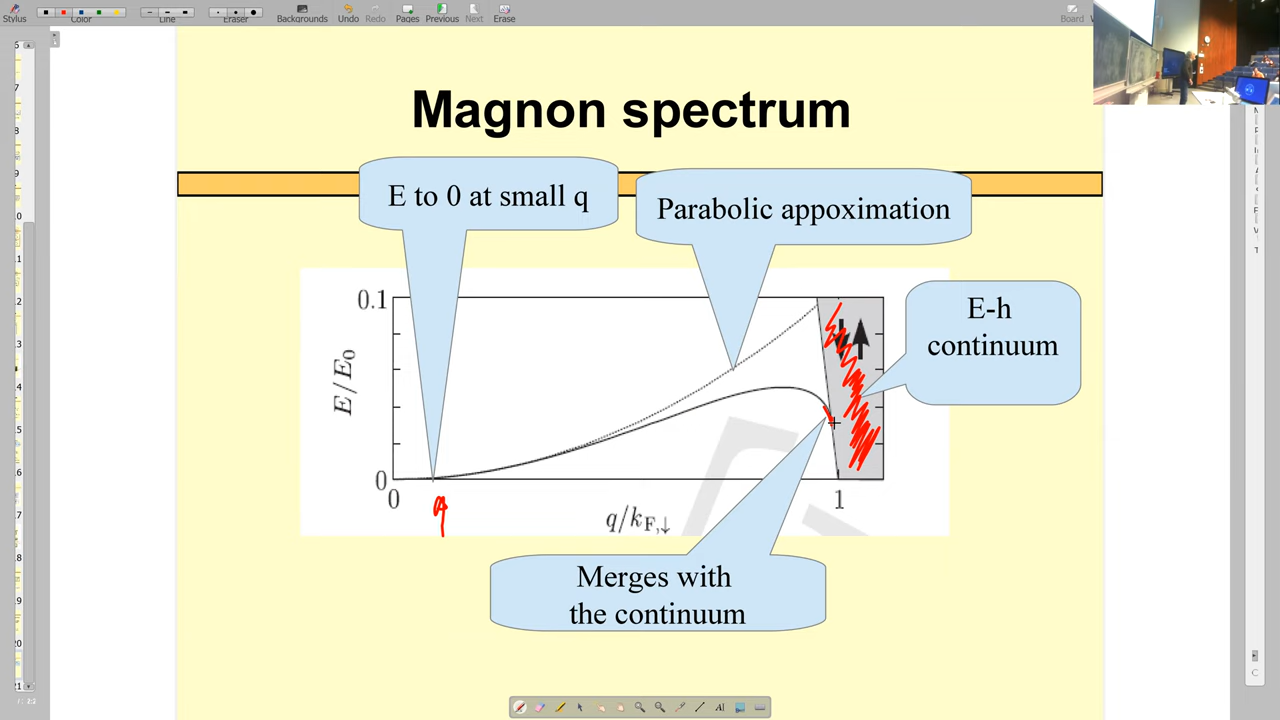 Stylus
Color
Line
Eraser
Backgrounds
Undo
Redo
Pages
Previous
Next
Erase
Board
Magnon spectrum
E to 0 at small q
Parabolic appoximation
E-h
continuum
0.1
E/E₀
0
0
1
q/k_F,↓
q
Merges with
the continuum